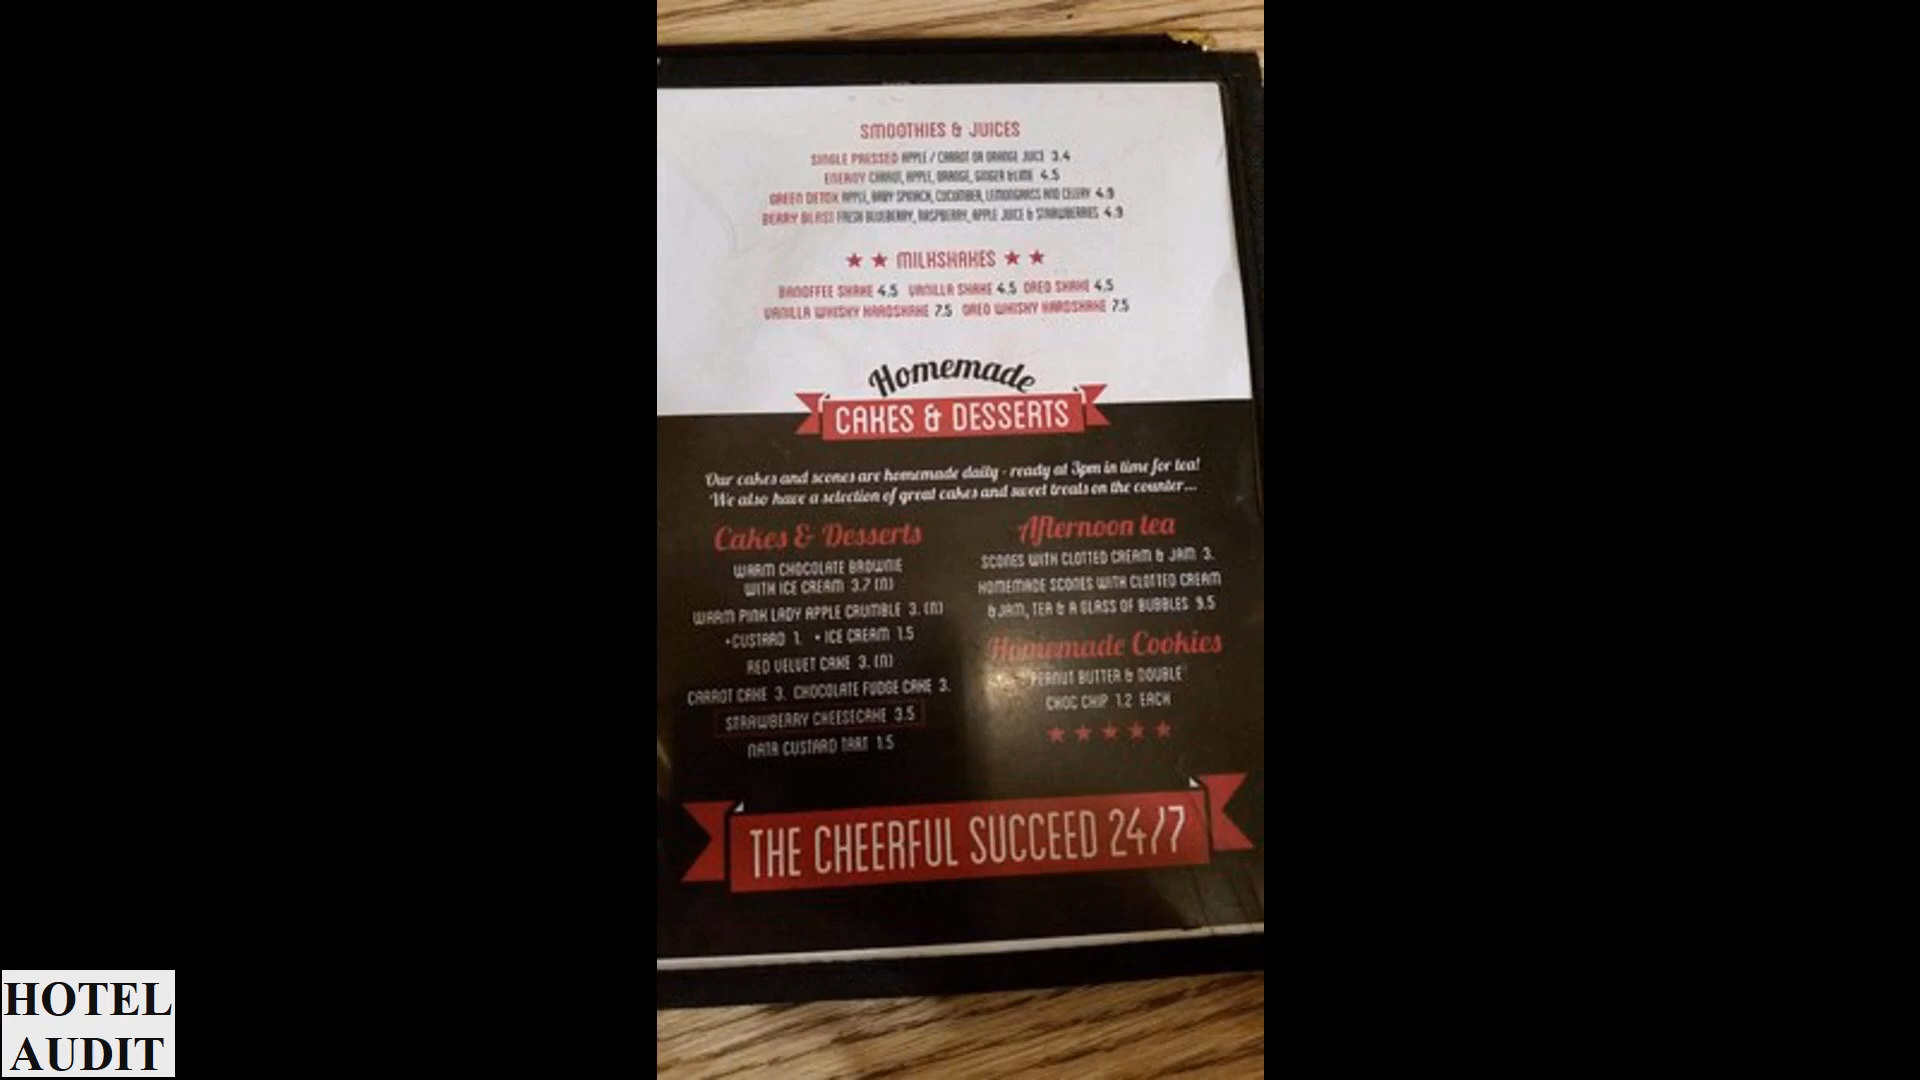 SMOOTHIES & JUICES
SINGLE PRESSED APPLE / CARROT OR ORANGE JUICE 3.4
ENERGY CARROT, APPLE, ORANGE, GINGER & LIME 4.5
GREEN DETOX APPLE, BABY SPINACH, CUCUMBER, LEMONGRASS AND CELERY 4.9
BERRY BLAST FRESH BLUEBERRY, RASPBERRY, APPLE JUICE & STRAWBERRIES 4.9
★ ★ MILKSHAKES ★ ★
BANOFFEE SHAKE 4.5 VANILLA SHAKE 4.5 OREO SHAKE 4.5
VANILLA WHISKY HARDSHAKE 7.5 OREO WHISKY HARDSHAKE 7.5
Homemade
CAKES & DESSERTS
Our cakes and scones are homemade daily - ready at 3pm in time for tea!
We also have a selection of great cakes and sweet treats on the counter...
Cakes & Desserts
WARM CHOCOLATE BROWNIE
WITH ICE CREAM 3.7 (N)
WARM PINK LADY APPLE CRUMBLE 3. (N)
+CUSTARD 1. + ICE CREAM 1.5
RED VELVET CAKE 3. (N)
CARROT CAKE 3. CHOCOLATE FUDGE CAKE 3.
STRAWBERRY CHEESECAKE 3.5
NATA CUSTARD TART 1.5
Afternoon tea
SCONES WITH CLOTTED CREAM & JAM 3.
HOMEMADE SCONES WITH CLOTTED CREAM
& JAM, TEA & A GLASS OF BUBBLES 9.5
Homemade Cookies
PEANUT BUTTER & DOUBLE
CHOC CHIP 1.2 EACH
★ ★ ★ ★ ★
THE CHEERFUL SUCCEED 24/7
HOTEL
AUDIT